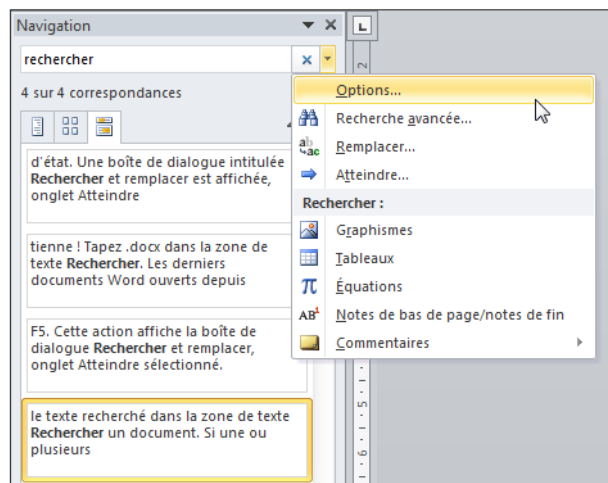 Navigation
rechercher
4 sur 4 correspondances
d'état. Une boîte de dialogue intitulée
Rechercher et remplacer est affichée,
onglet Atteindre
tienne ! Tapez .docx dans la zone de
texte Rechercher. Les derniers
documents Word ouverts depuis
F5. Cette action affiche la boîte de
dialogue Rechercher et remplacer,
onglet Atteindre sélectionné.
le texte recherché dans la zone de texte
Rechercher un document. Si une ou
plusieurs
Options...
Recherche avancée...
Remplacer...
Atteindre...
Rechercher :
Graphismes
Tableaux
Équations
Notes de bas de page/notes de fin
Commentaires
L
2
5
6